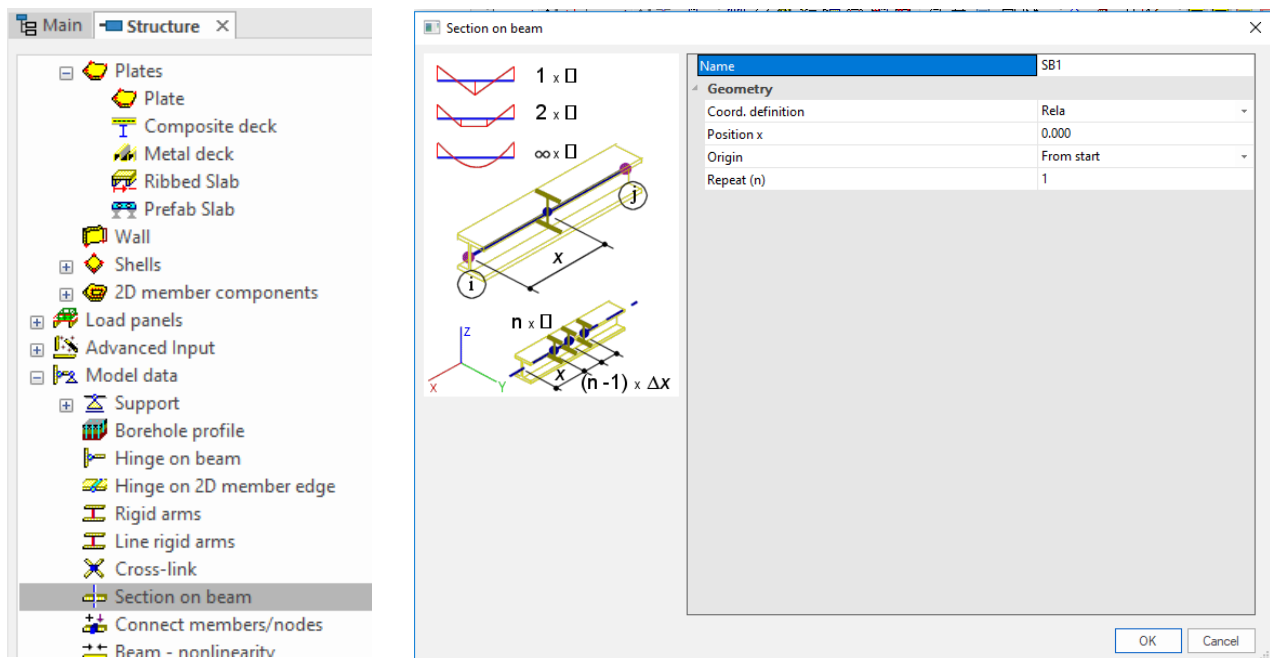 Main
Structure
Plates
Plate
Composite deck
Metal deck
Ribbed Slab
Prefab Slab
Wall
Shells
2D member components
Load panels
Advanced Input
Model data
Support
Borehole profile
Hinge on beam
Hinge on 2D member edge
Rigid arms
Line rigid arms
Cross-link
Section on beam
Connect members/nodes
Beam - nonlinearity
Section on beam
1 x
2 x
∞ x
j
x
i
n x
z
x
Y
x
(n -1) x Δx
Name SB1
Geometry
Coord. definition Rela
Position x 0.000
Origin From start
Repeat (n) 1
OK Cancel